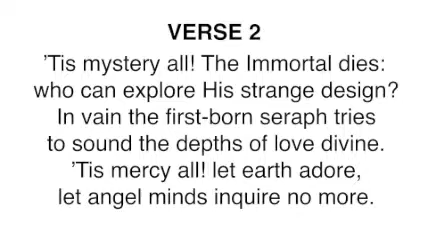 VERSE 2
’Tis mystery all! The Immortal dies:
who can explore His strange design?
In vain the first-born seraph tries
to sound the depths of love divine.
’Tis mercy all! let earth adore,
let angel minds inquire no more.